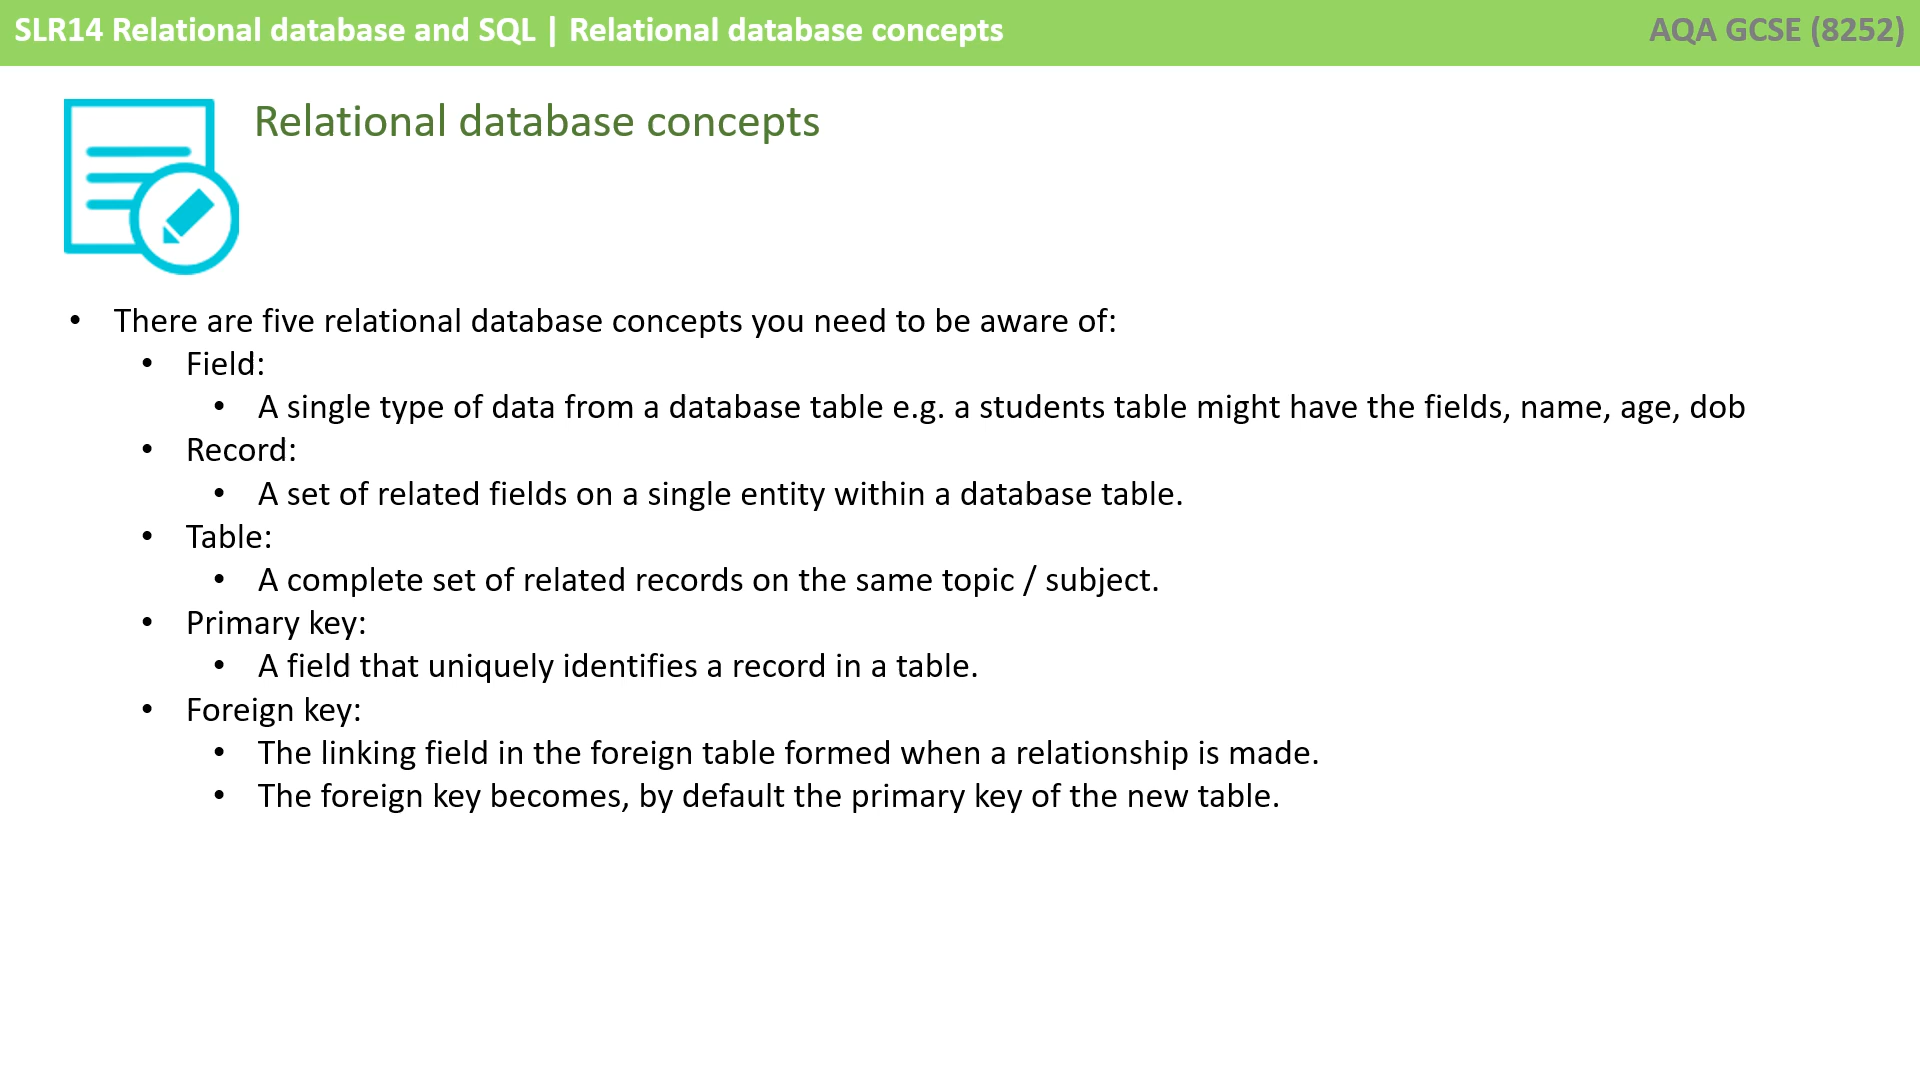 SLR14 Relational database and SQL | Relational database concepts
AQA GCSE (8252)
Relational database concepts
• There are five relational database concepts you need to be aware of:
• Field:
• A single type of data from a database table e.g. a students table might have the fields, name, age, dob
• Record:
• A set of related fields on a single entity within a database table.
• Table:
• A complete set of related records on the same topic / subject.
• Primary key:
• A field that uniquely identifies a record in a table.
• Foreign key:
• The linking field in the foreign table formed when a relationship is made.
• The foreign key becomes, by default the primary key of the new table.